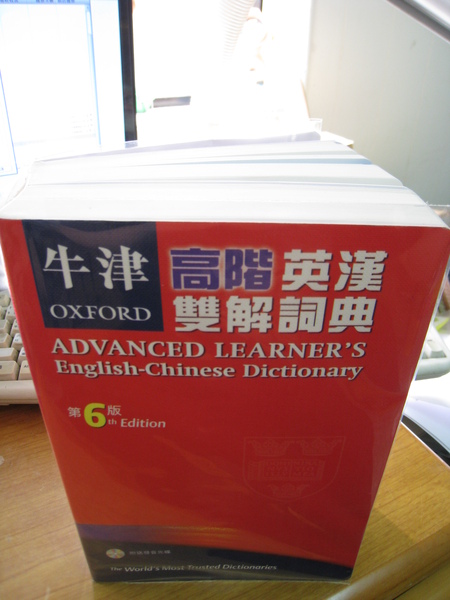 牛津
OXFORD
高階英漢
雙解詞典
ADVANCED LEARNER'S
English-Chinese Dictionary
第6版
th Edition
The World's Most Trusted Dictionaries